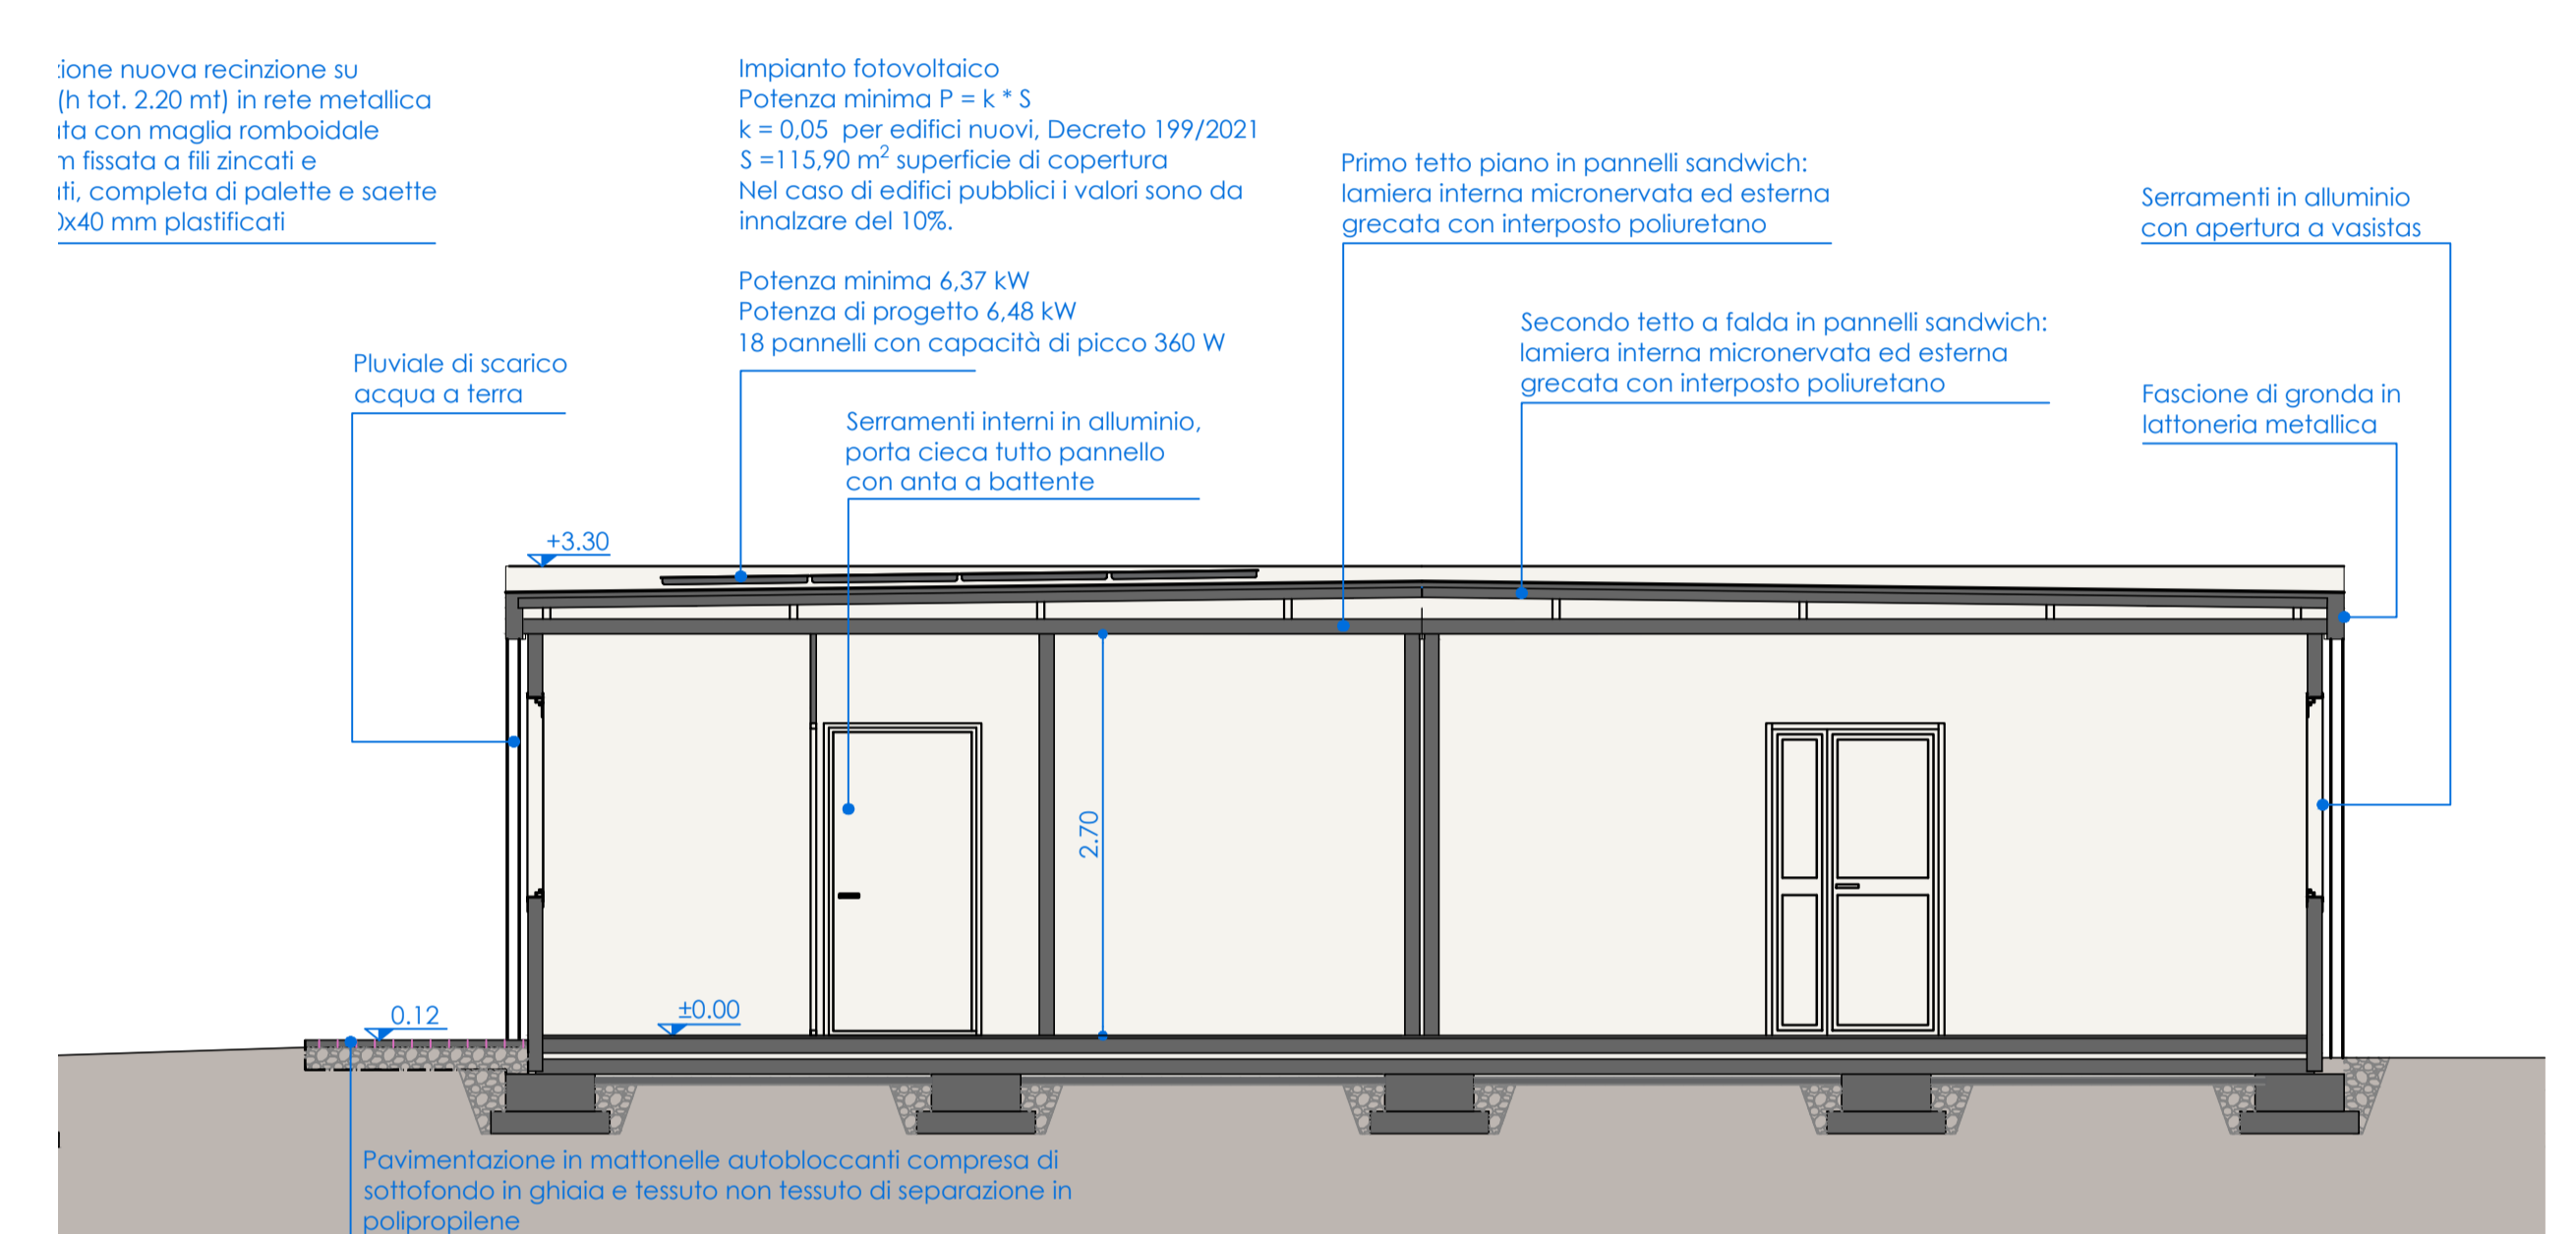 ione nuova recinzione su
(h tot. 2.20 mt) in rete metallica
ta con maglia romboidale
m fissata a fili zincati e
ti, completa di palette e saette
0x40 mm plastificati
Impianto fotovoltaico
Potenza minima P = k * S
k = 0,05 per edifici nuovi, Decreto 199/2021
S =115,90 m² superficie di copertura
Nel caso di edifici pubblici i valori sono da
innalzare del 10%.
Potenza minima 6,37 kW
Potenza di progetto 6,48 kW
18 pannelli con capacità di picco 360 W
Primo tetto piano in pannelli sandwich:
lamiera interna micronervata ed esterna
grecata con interposto poliuretano
Serramenti in alluminio
con apertura a vasistas
Secondo tetto a falda in pannelli sandwich:
lamiera interna micronervata ed esterna
grecata con interposto poliuretano
Pluviale di scarico
acqua a terra
Fascione di gronda in
lattoneria metallica
Serramenti interni in alluminio,
porta cieca tutto pannello
con anta a battente
+3.30
2.70
0.12
±0.00
Pavimentazione in mattonelle autobloccanti compresa di
sottofondo in ghiaia e tessuto non tessuto di separazione in
polipropilene